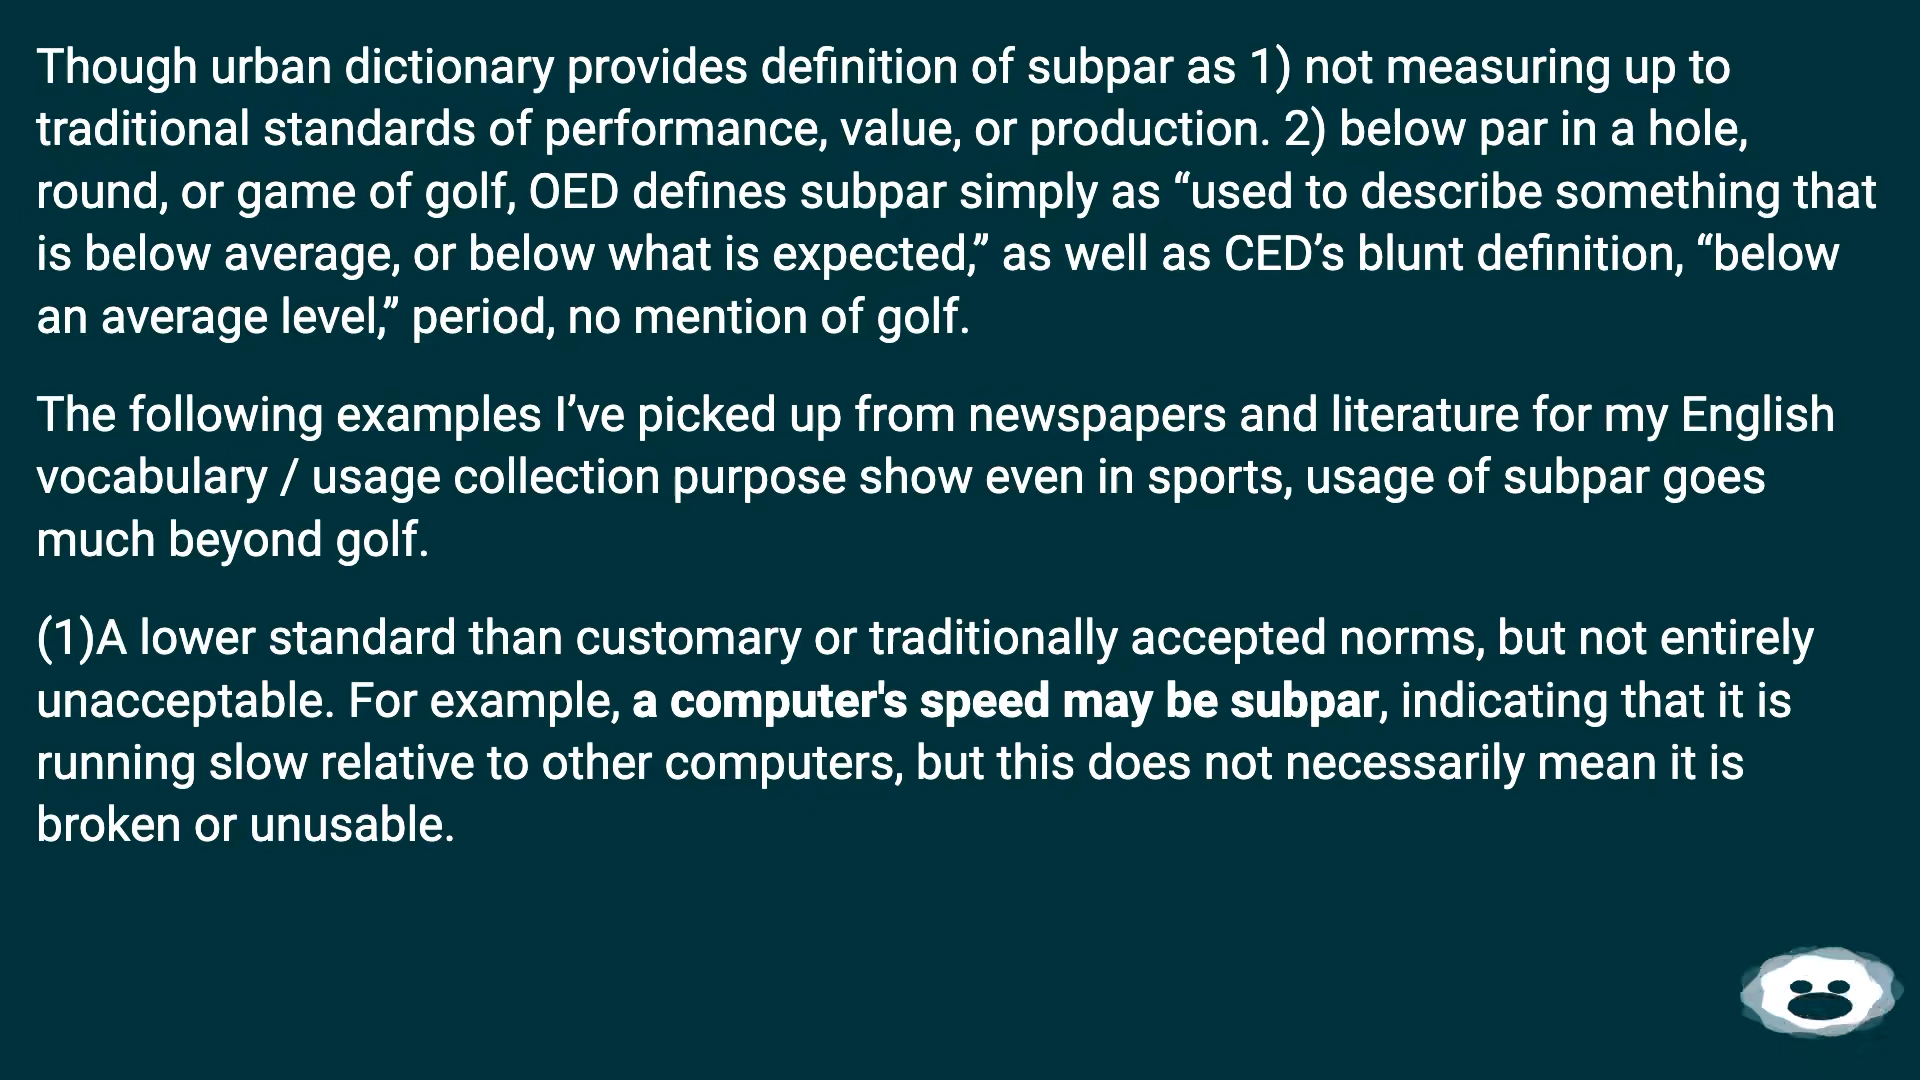 Though urban dictionary provides definition of subpar as 1) not measuring up to
traditional standards of performance, value, or production. 2) below par in a hole,
round, or game of golf, OED defines subpar simply as “used to describe something that
is below average, or below what is expected,” as well as CED’s blunt definition, “below
an average level,” period, no mention of golf.
The following examples I’ve picked up from newspapers and literature for my English
vocabulary / usage collection purpose show even in sports, usage of subpar goes
much beyond golf.
(1)A lower standard than customary or traditionally accepted norms, but not entirely
unacceptable. For example, a computer's speed may be subpar, indicating that it is
running slow relative to other computers, but this does not necessarily mean it is
broken or unusable.